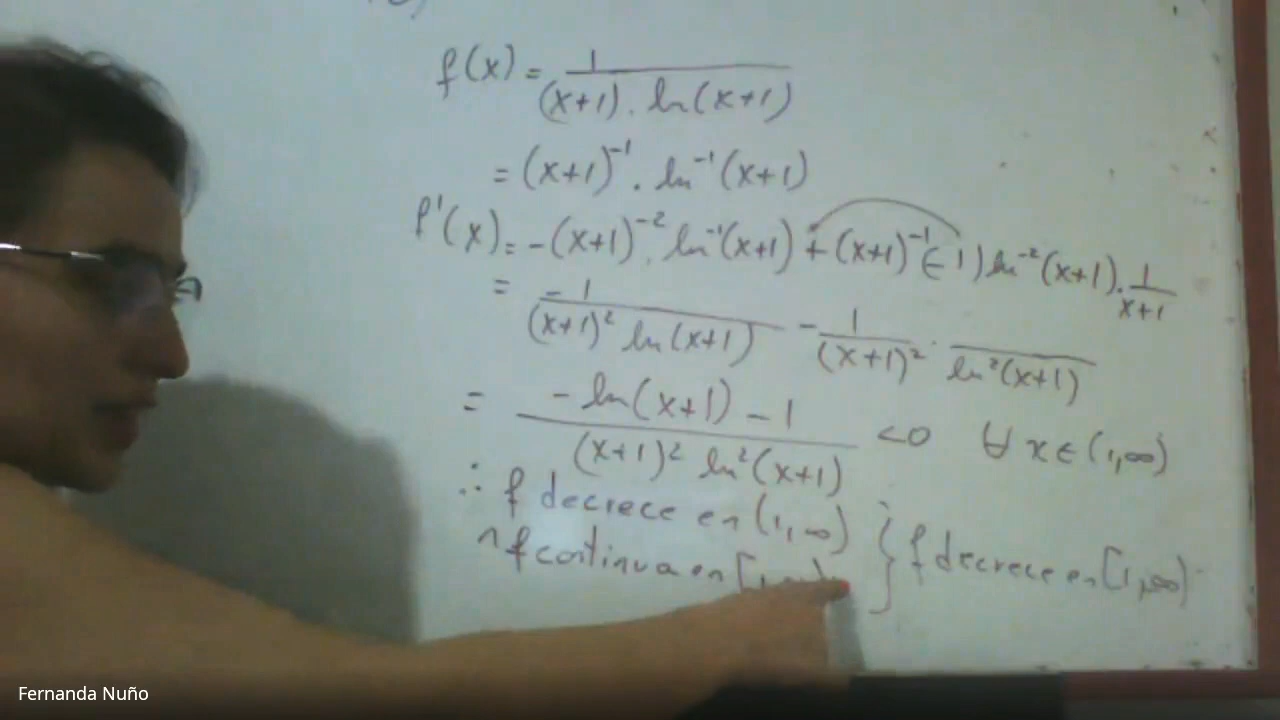 f(x) = 1 / (x+1) . ln(x+1)
= (x+1)^-1 . ln^-1 (x+1)
f'(x) = -(x+1)^-2 . ln^-1 (x+1) + (x+1)^-1 (-1) ln^-2 (x+1) . 1 / x+1
= -1 / (x+1)^2 ln(x+1) - 1 / (x+1)^2 . / ln^2 (x+1)
= -ln(x+1) - 1 / (x+1)^2 ln^2 (x+1) <0 ∀ x ∈ (1,∞)
∴ f decrece en (1,∞)
^ f continua en [1,
} f decrece en [1,∞)
Fernanda Nuño